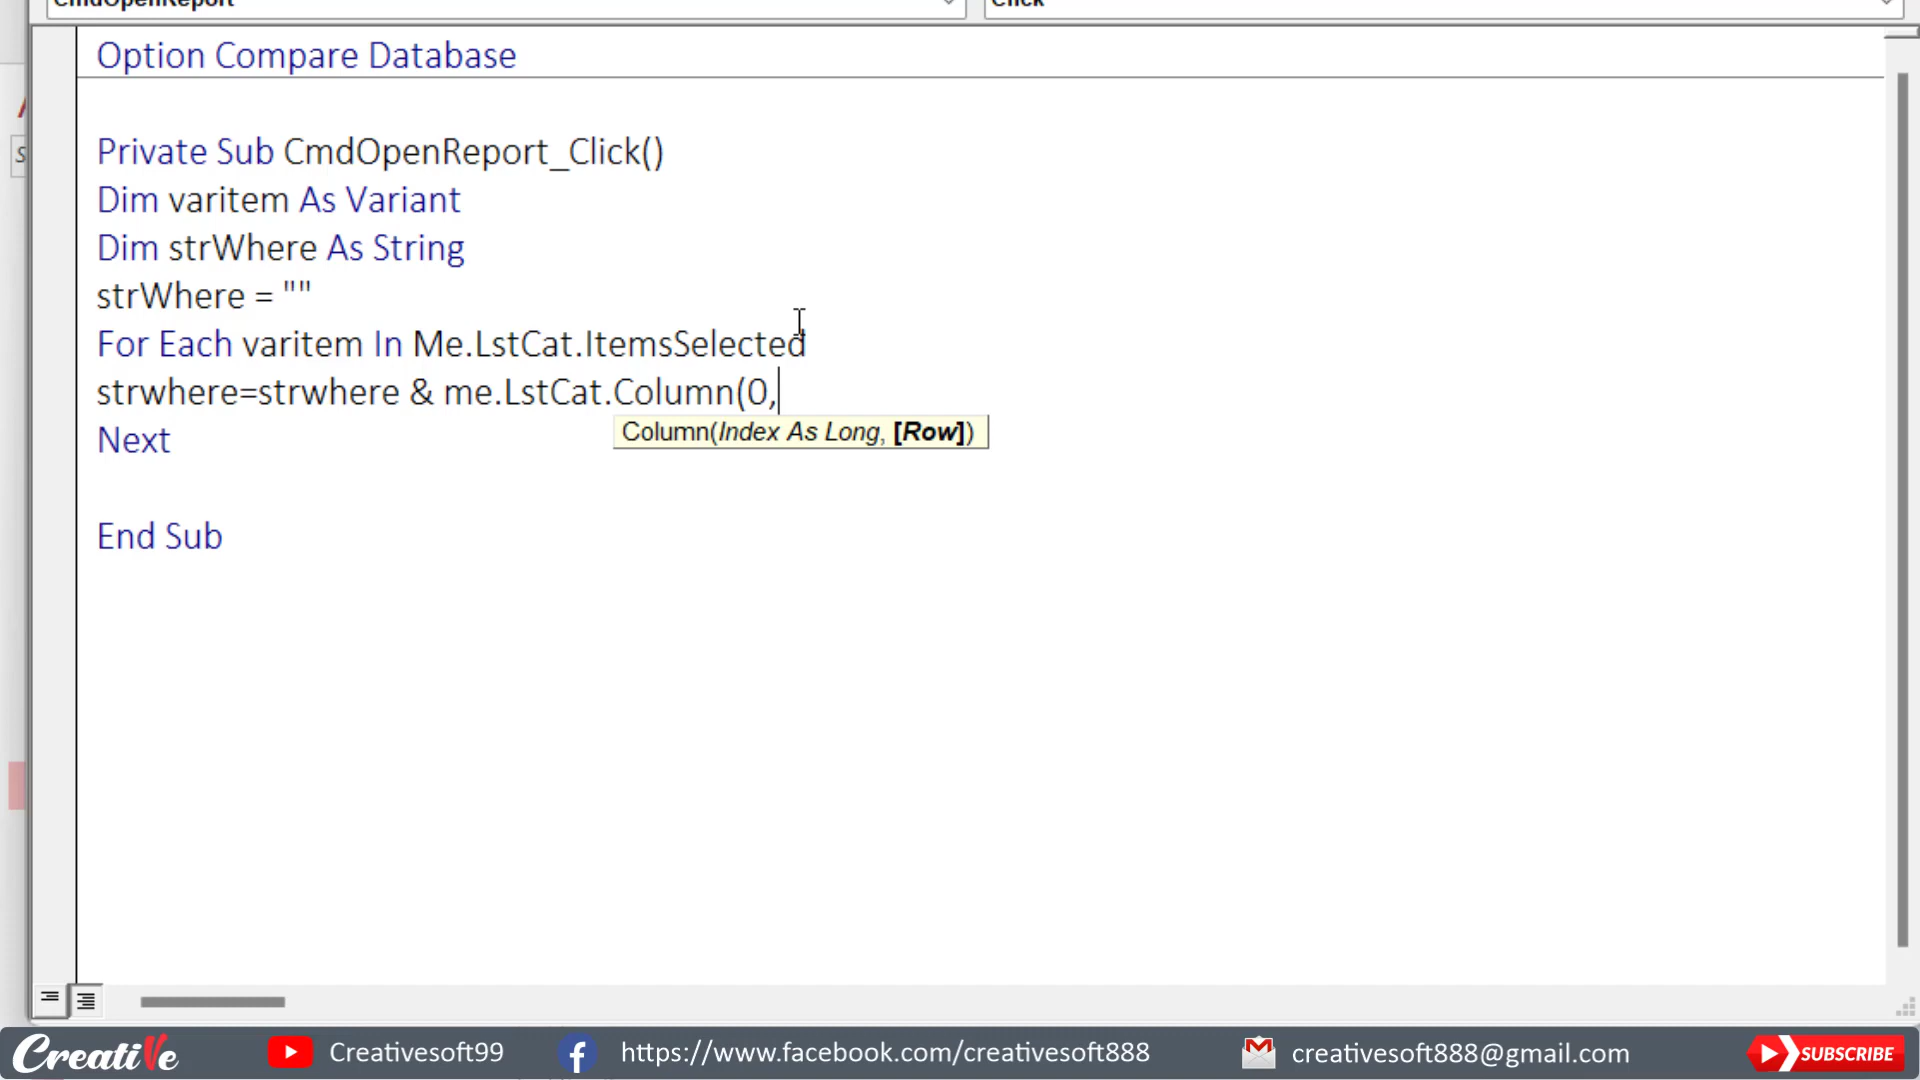 CmdOpenReport
Click
Option Compare Database
Private Sub CmdOpenReport_Click()
Dim varitem As Variant
Dim strWhere As String
strWhere = ""
For Each varitem In Me.LstCat.ItemsSelected
strwhere=strwhere & me.LstCat.Column(0,
Column(Index As Long, [Row])
Next
End Sub
CreatiVe
Creativesoft99
https://www.facebook.com/creativesoft888
creativesoft888@gmail.com
SUBSCRIBE